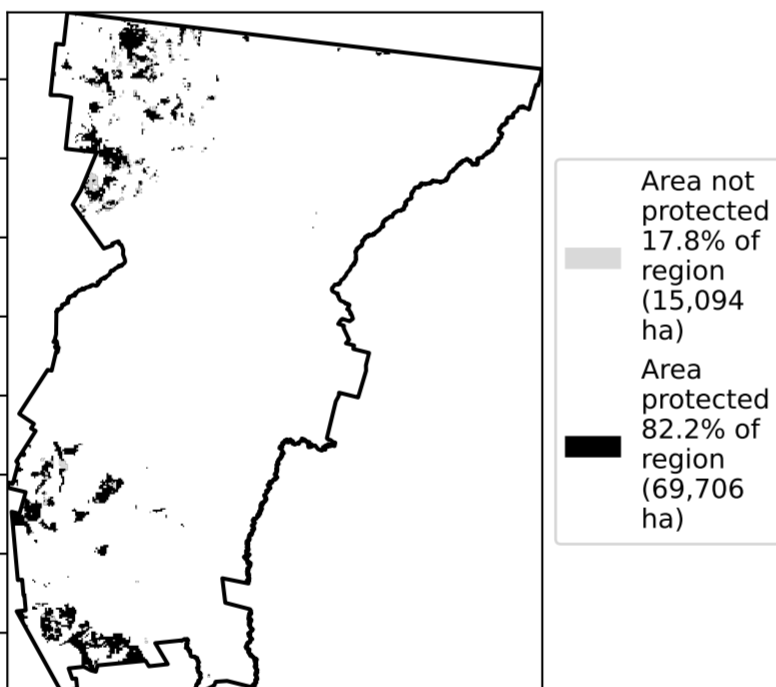 Area not
protected
17.8% of
region
(15,094
ha)
Area
protected
82.2% of
region
(69,706
ha)